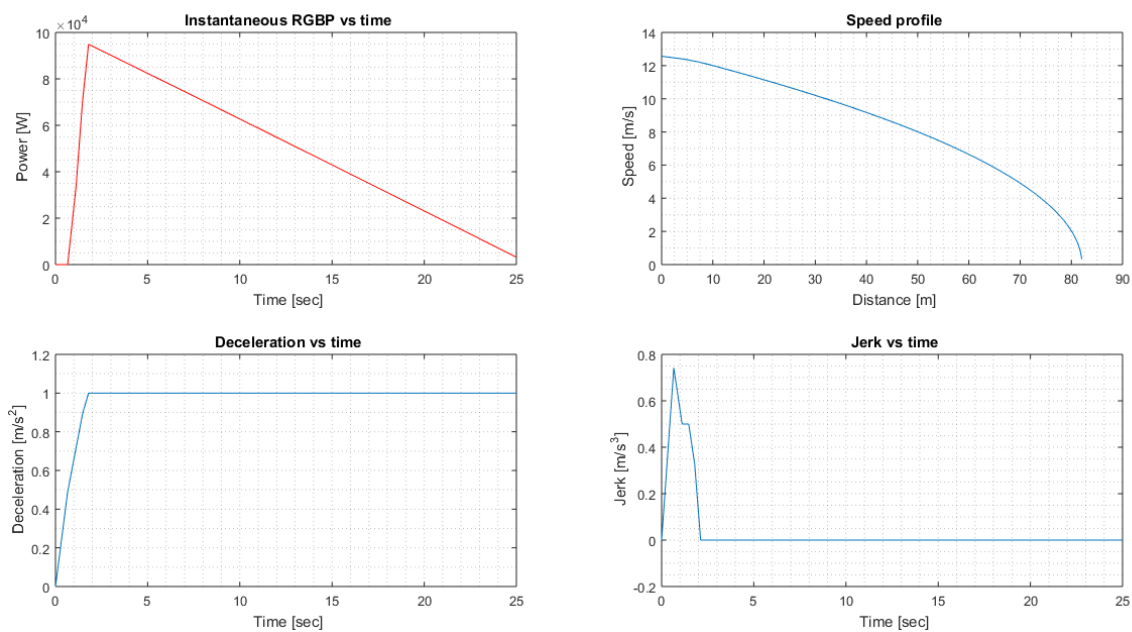 Instantaneous RGBP vs time
×10⁴
10
8
6
4
2
0
Power [W]
0 5 10 15 20 25
Time [sec]
Speed profile
14
12
10
8
6
4
2
0
Speed [m/s]
0 10 20 30 40 50 60 70 80 90
Distance [m]
Deceleration vs time
1.2
1
0.8
0.6
0.4
0.2
0
Deceleration [m/s²]
0 5 10 15 20 25
Time [sec]
Jerk vs time
0.8
0.6
0.4
0.2
0
-0.2
Jerk [m/s³]
0 5 10 15 20 25
Time [sec]